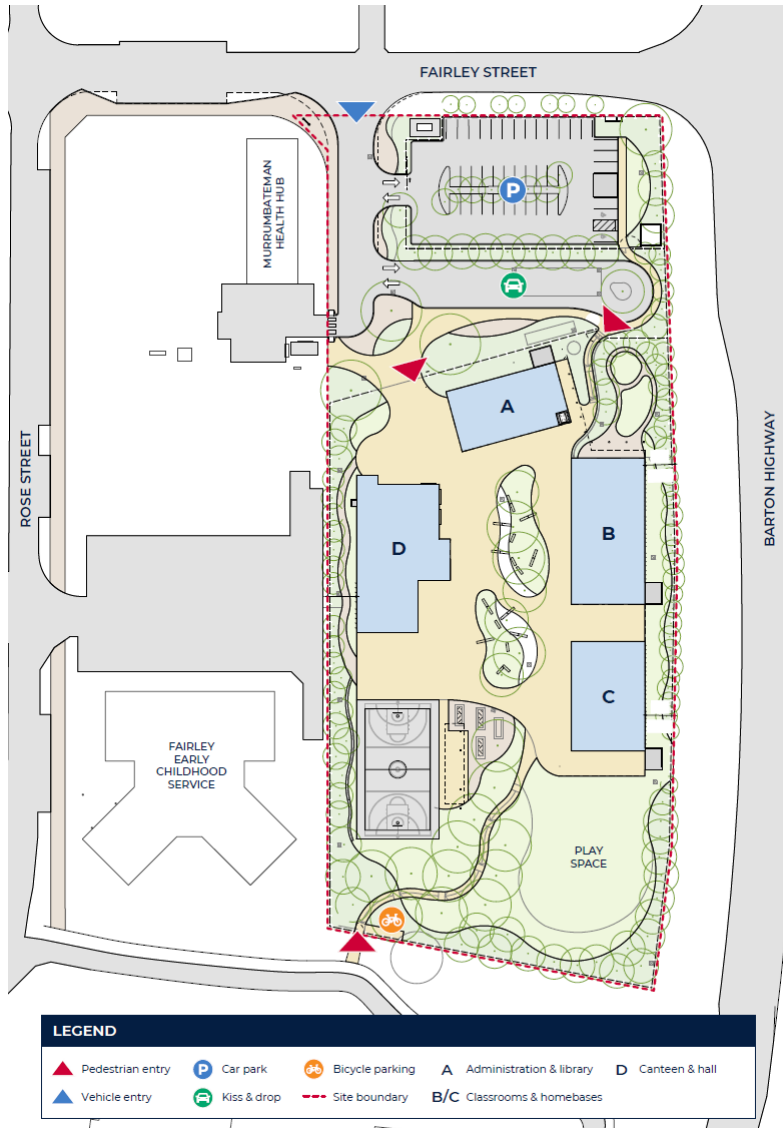 FAIRLEY STREET
MURRUMBATEMAN
HEALTH HUB
P
A
ROSE STREET
BARTON HIGHWAY
B
D
C
FAIRLEY
EARLY
CHILDHOOD
SERVICE
PLAY
SPACE
LEGEND
Pedestrian entry
P Car park
Bicycle parking
A Administration & library
D Canteen & hall
Vehicle entry
Kiss & drop
Site boundary
B/C Classrooms & homebases